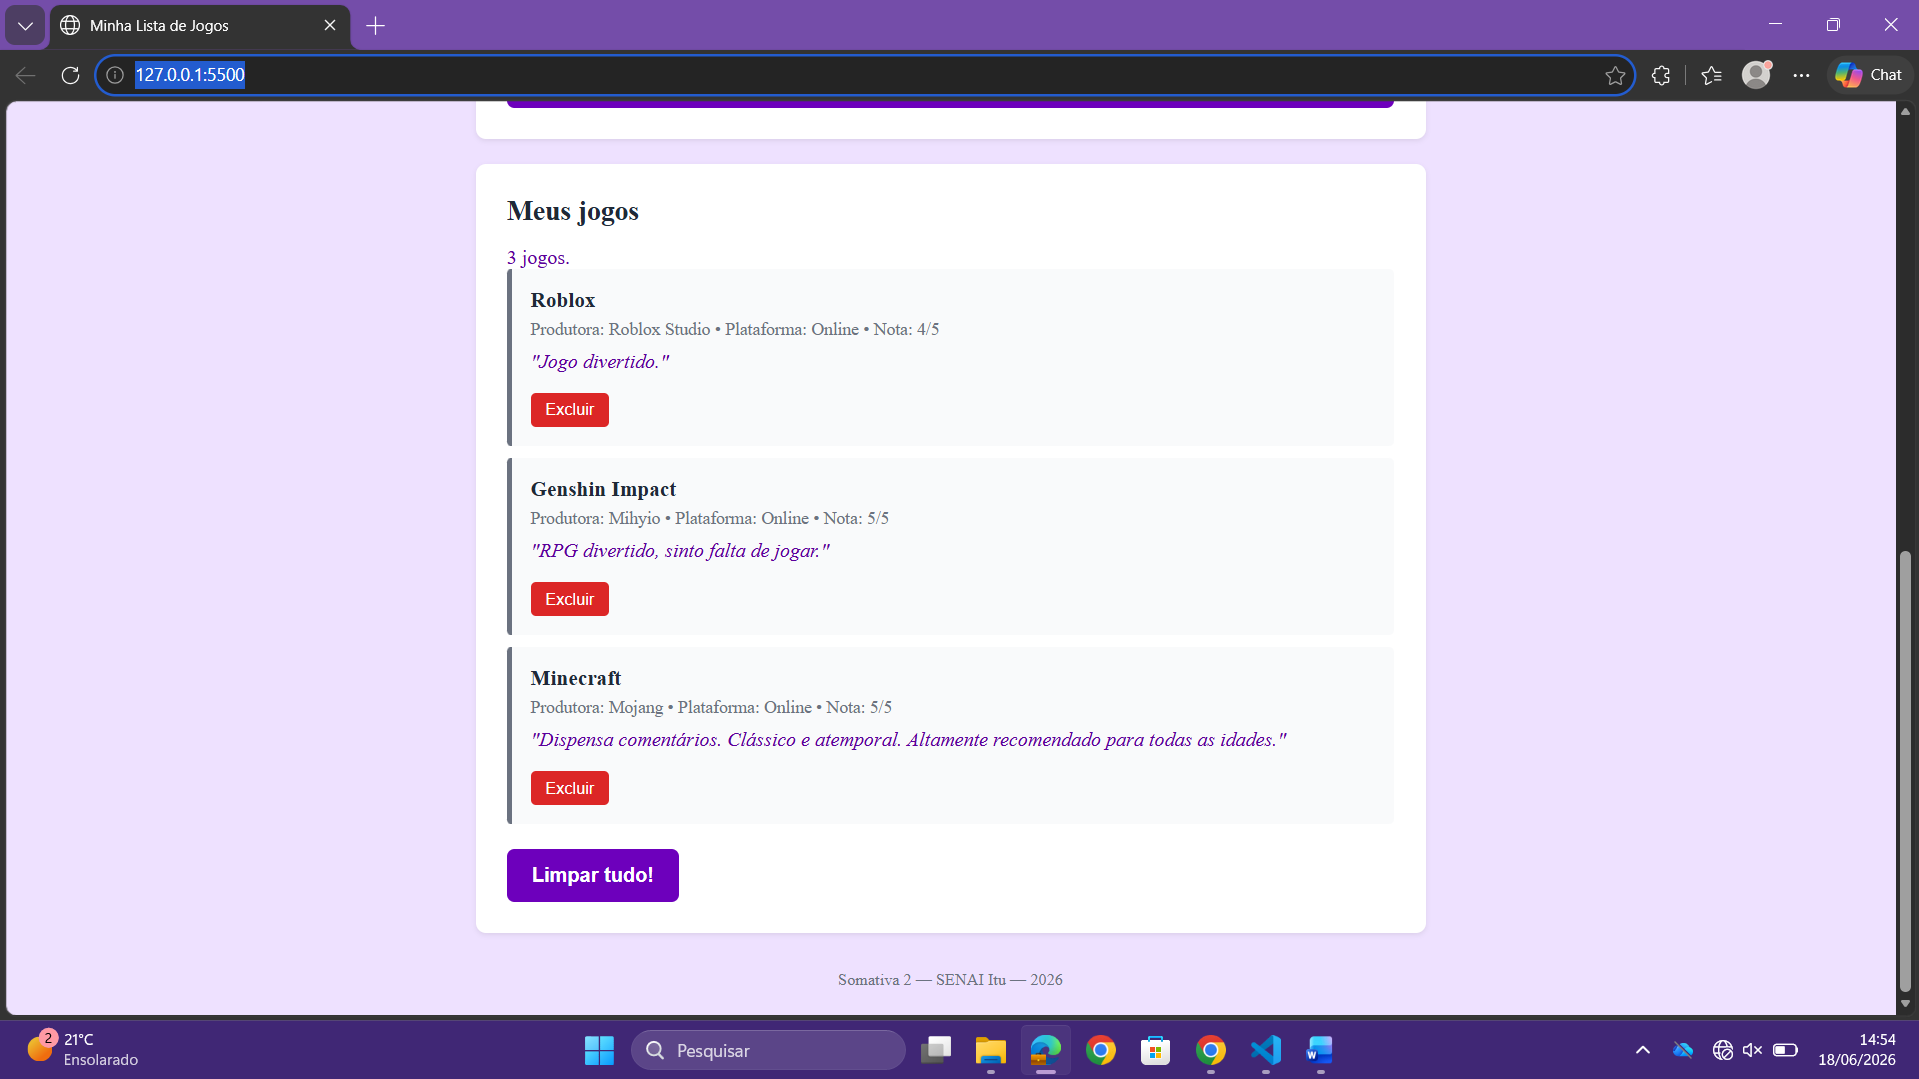 Minha Lista de Jogos
127.0.0.1:5500
Chat
Meus jogos
3 jogos.
Roblox
Produtora: Roblox Studio • Plataforma: Online • Nota: 4/5
"Jogo divertido."
Excluir
Genshin Impact
Produtora: Mihyio • Plataforma: Online • Nota: 5/5
"RPG divertido, sinto falta de jogar."
Excluir
Minecraft
Produtora: Mojang • Plataforma: Online • Nota: 5/5
"Dispensa comentários. Clássico e atemporal. Altamente recomendado para todas as idades."
Excluir
Limpar tudo!
Somativa 2 — SENAI Itu — 2026
2
21°C
Ensolarado
Pesquisar
W
14:54
18/06/2026